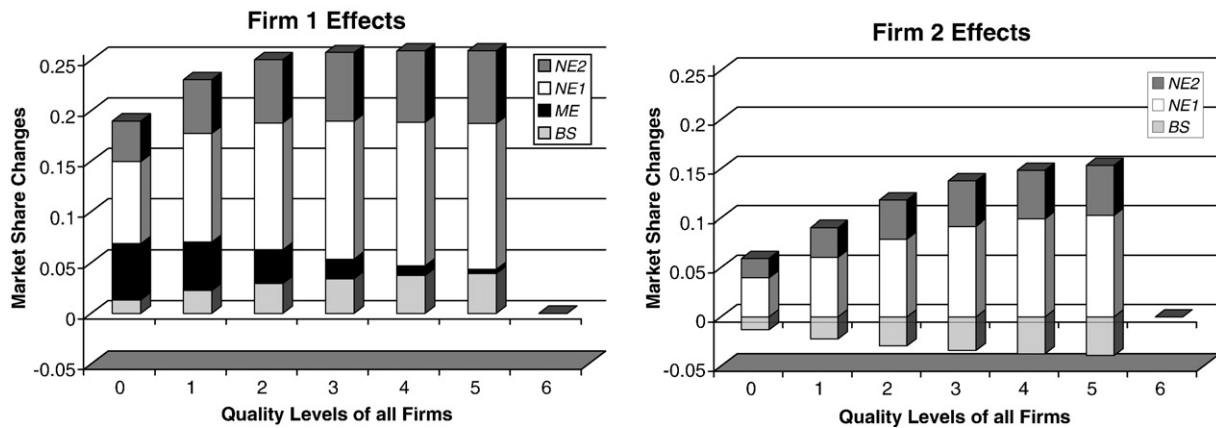 Firm 1 Effects
Market Share Changes
0.25
0.2
0.15
0.1
0.05
0
-0.05
NE2
NE1
ME
BS
0 1 2 3 4 5 6
Quality Levels of all Firms
Firm 2 Effects
Market Share Changes
0.25
0.2
0.15
0.1
0.05
0
-0.05
NE2
NE1
BS
0 1 2 3 4 5 6
Quality Levels of all Firms